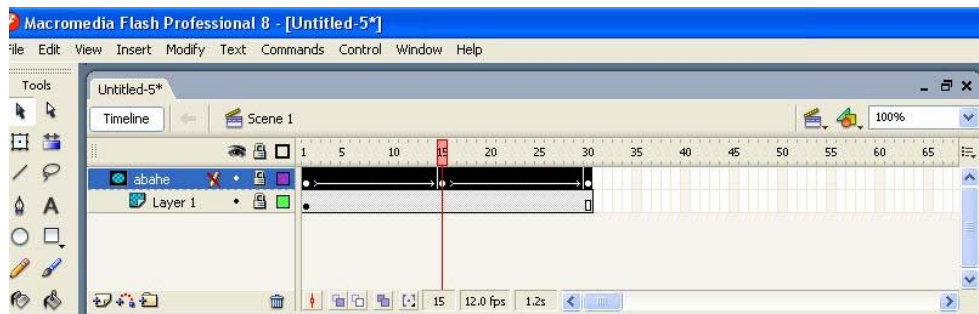 Macromedia Flash Professional 8 - [Untitled-5*]
File Edit View Insert Modify Text Commands Control Window Help
Tools
Untitled-5*
Timeline Scene 1 100%
1 5 10 15 20 25 30 35 40 45 50 55 60 65
abahe
Layer 1
15 12.0 fps 1.2s